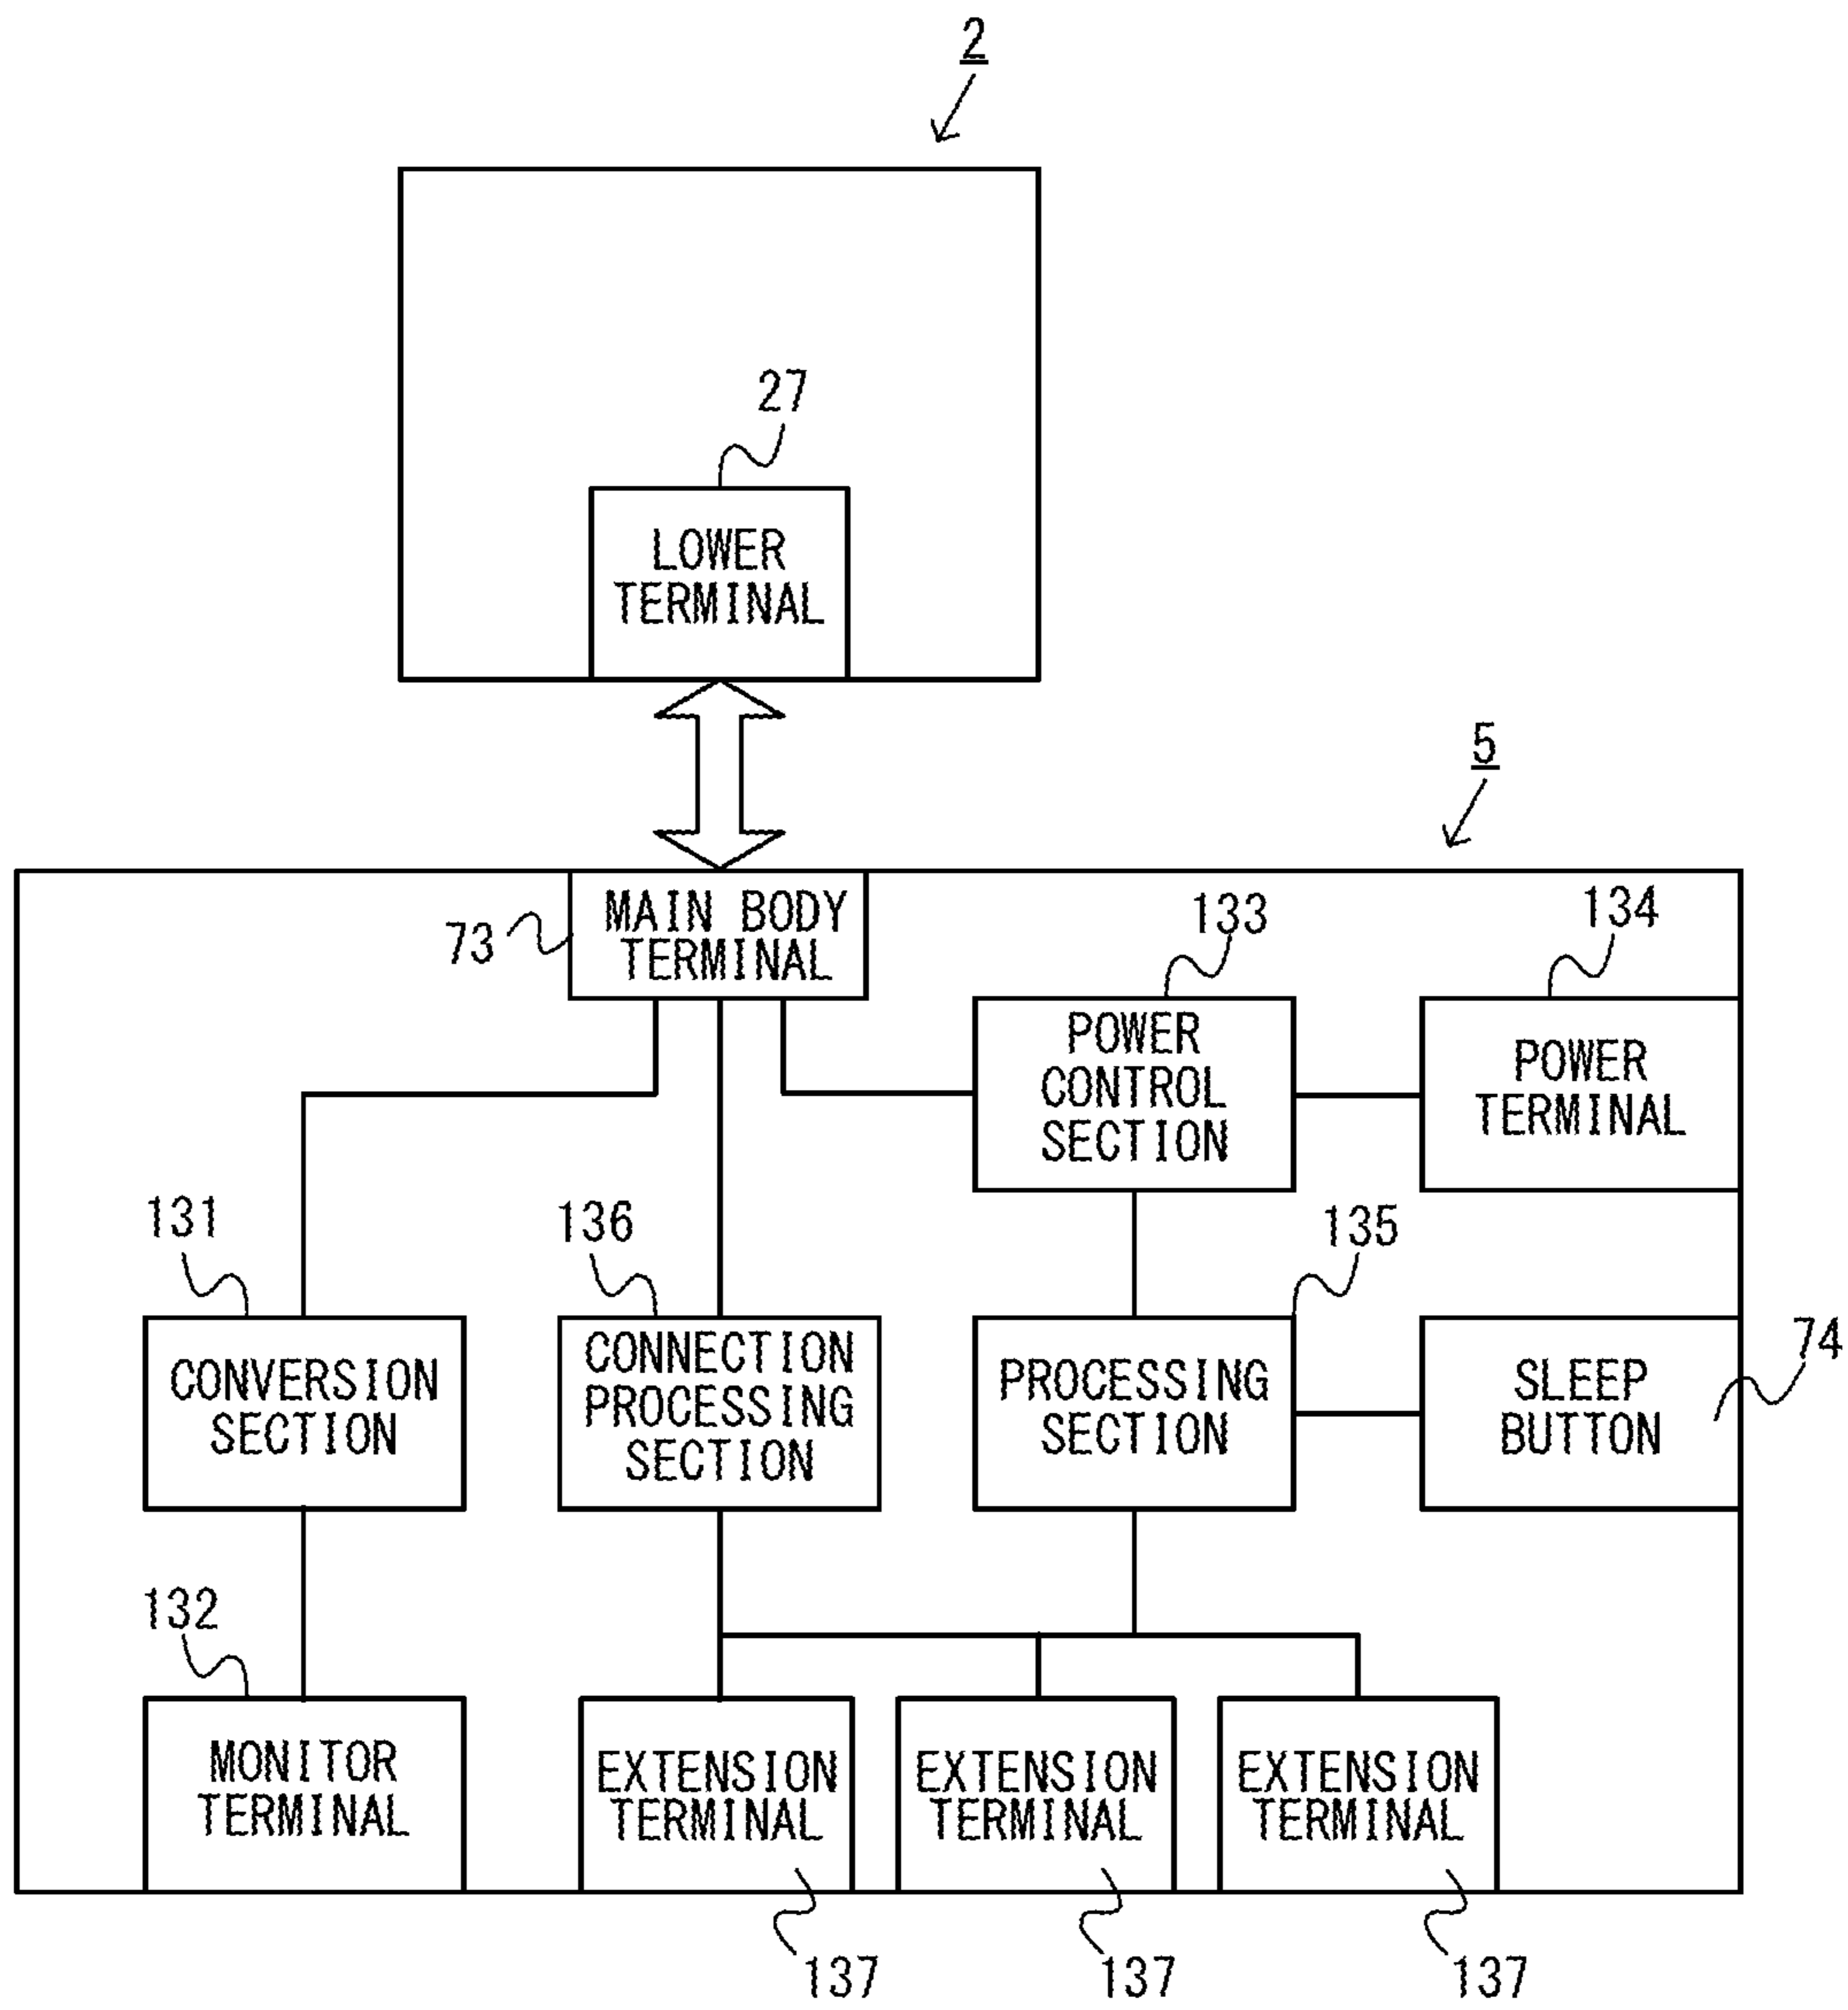 2
27
LOWER
TERMINAL
5
73
MAIN BODY
TERMINAL
133
134
POWER
CONTROL
SECTION
POWER
TERMINAL
131
136
135
74
CONVERSION
SECTION
CONNECTION
PROCESSING
SECTION
PROCESSING
SECTION
SLEEP
BUTTON
132
MONITOR
TERMINAL
EXTENSION
TERMINAL
EXTENSION
TERMINAL
EXTENSION
TERMINAL
137
137
137